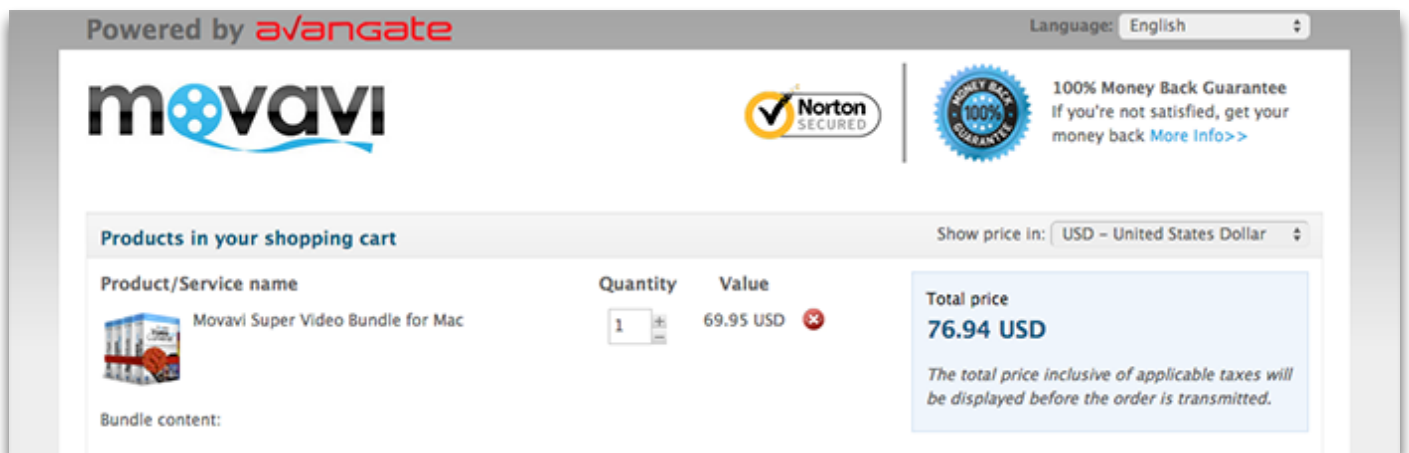 Powered by avangate
Language: English
movavi
Norton
SECURED
MONEY BACK
100%
GUARANTEE
100% Money Back Guarantee
If you're not satisfied, get your
money back More Info>>
Products in your shopping cart
Show price in: USD – United States Dollar
Product/Service name Quantity Value
Movavi Super Video Bundle for Mac 1 69.95 USD
Total price
76.94 USD
The total price inclusive of applicable taxes will
be displayed before the order is transmitted.
Bundle content: